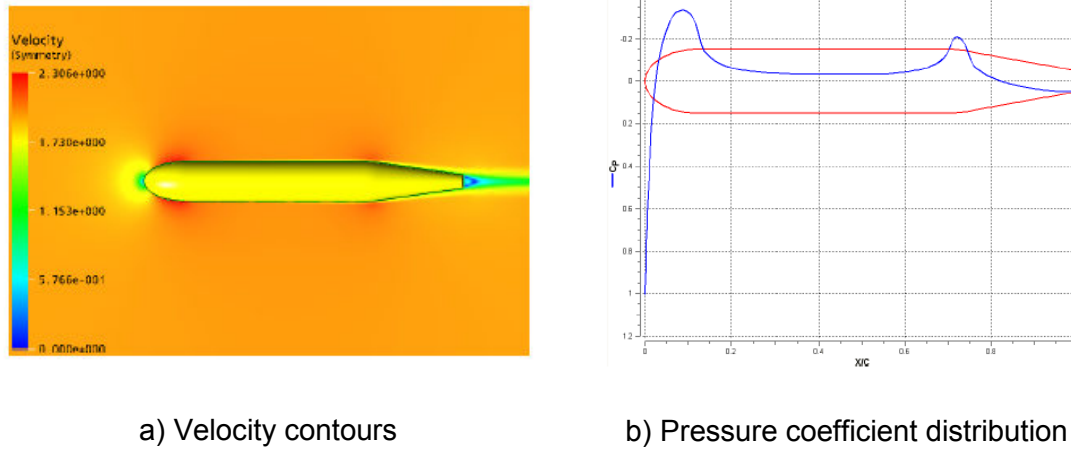 Velocity
(Symmetry)
2.306e+000
1.730e+000
1.153e+000
5.766e-001
0.000e+000
-0.2
0
0.2
0.4
0.6
0.8
1
1.2
Cp
0
0.2
0.4
0.6
0.8
X/C
a) Velocity contours
b) Pressure coefficient distribution